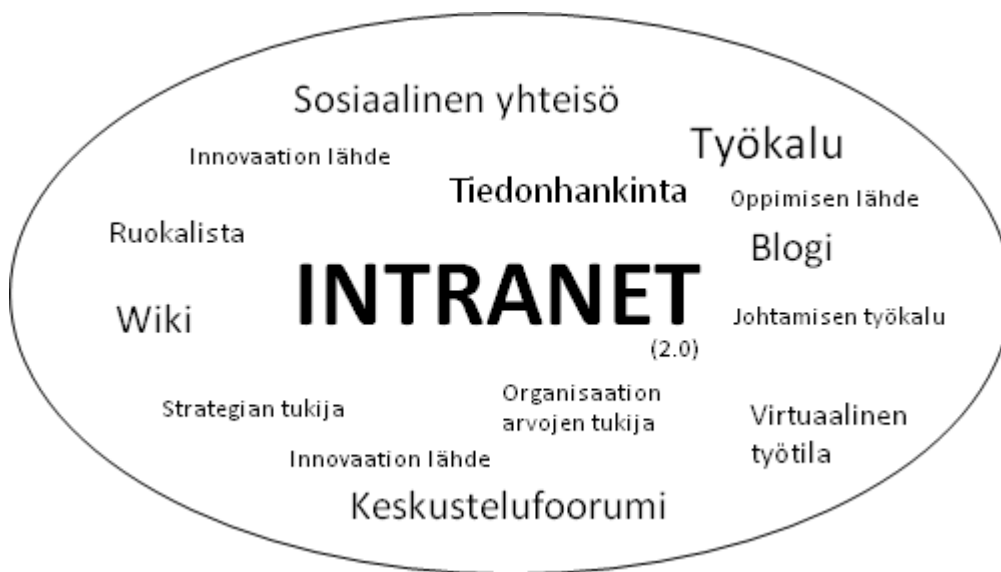 Sosiaalinen yhteisö
Työkalu
Innovaation lähde
Tiedonhankinta
Oppimisen lähde
Ruokalista
Blogi
INTRANET
Wiki
Johtamisen työkalu
(2.0)
Organisaation
arvojen tukija
Strategian tukija
Virtuaalinen
työtila
Innovaation lähde
Keskustelufoorumi